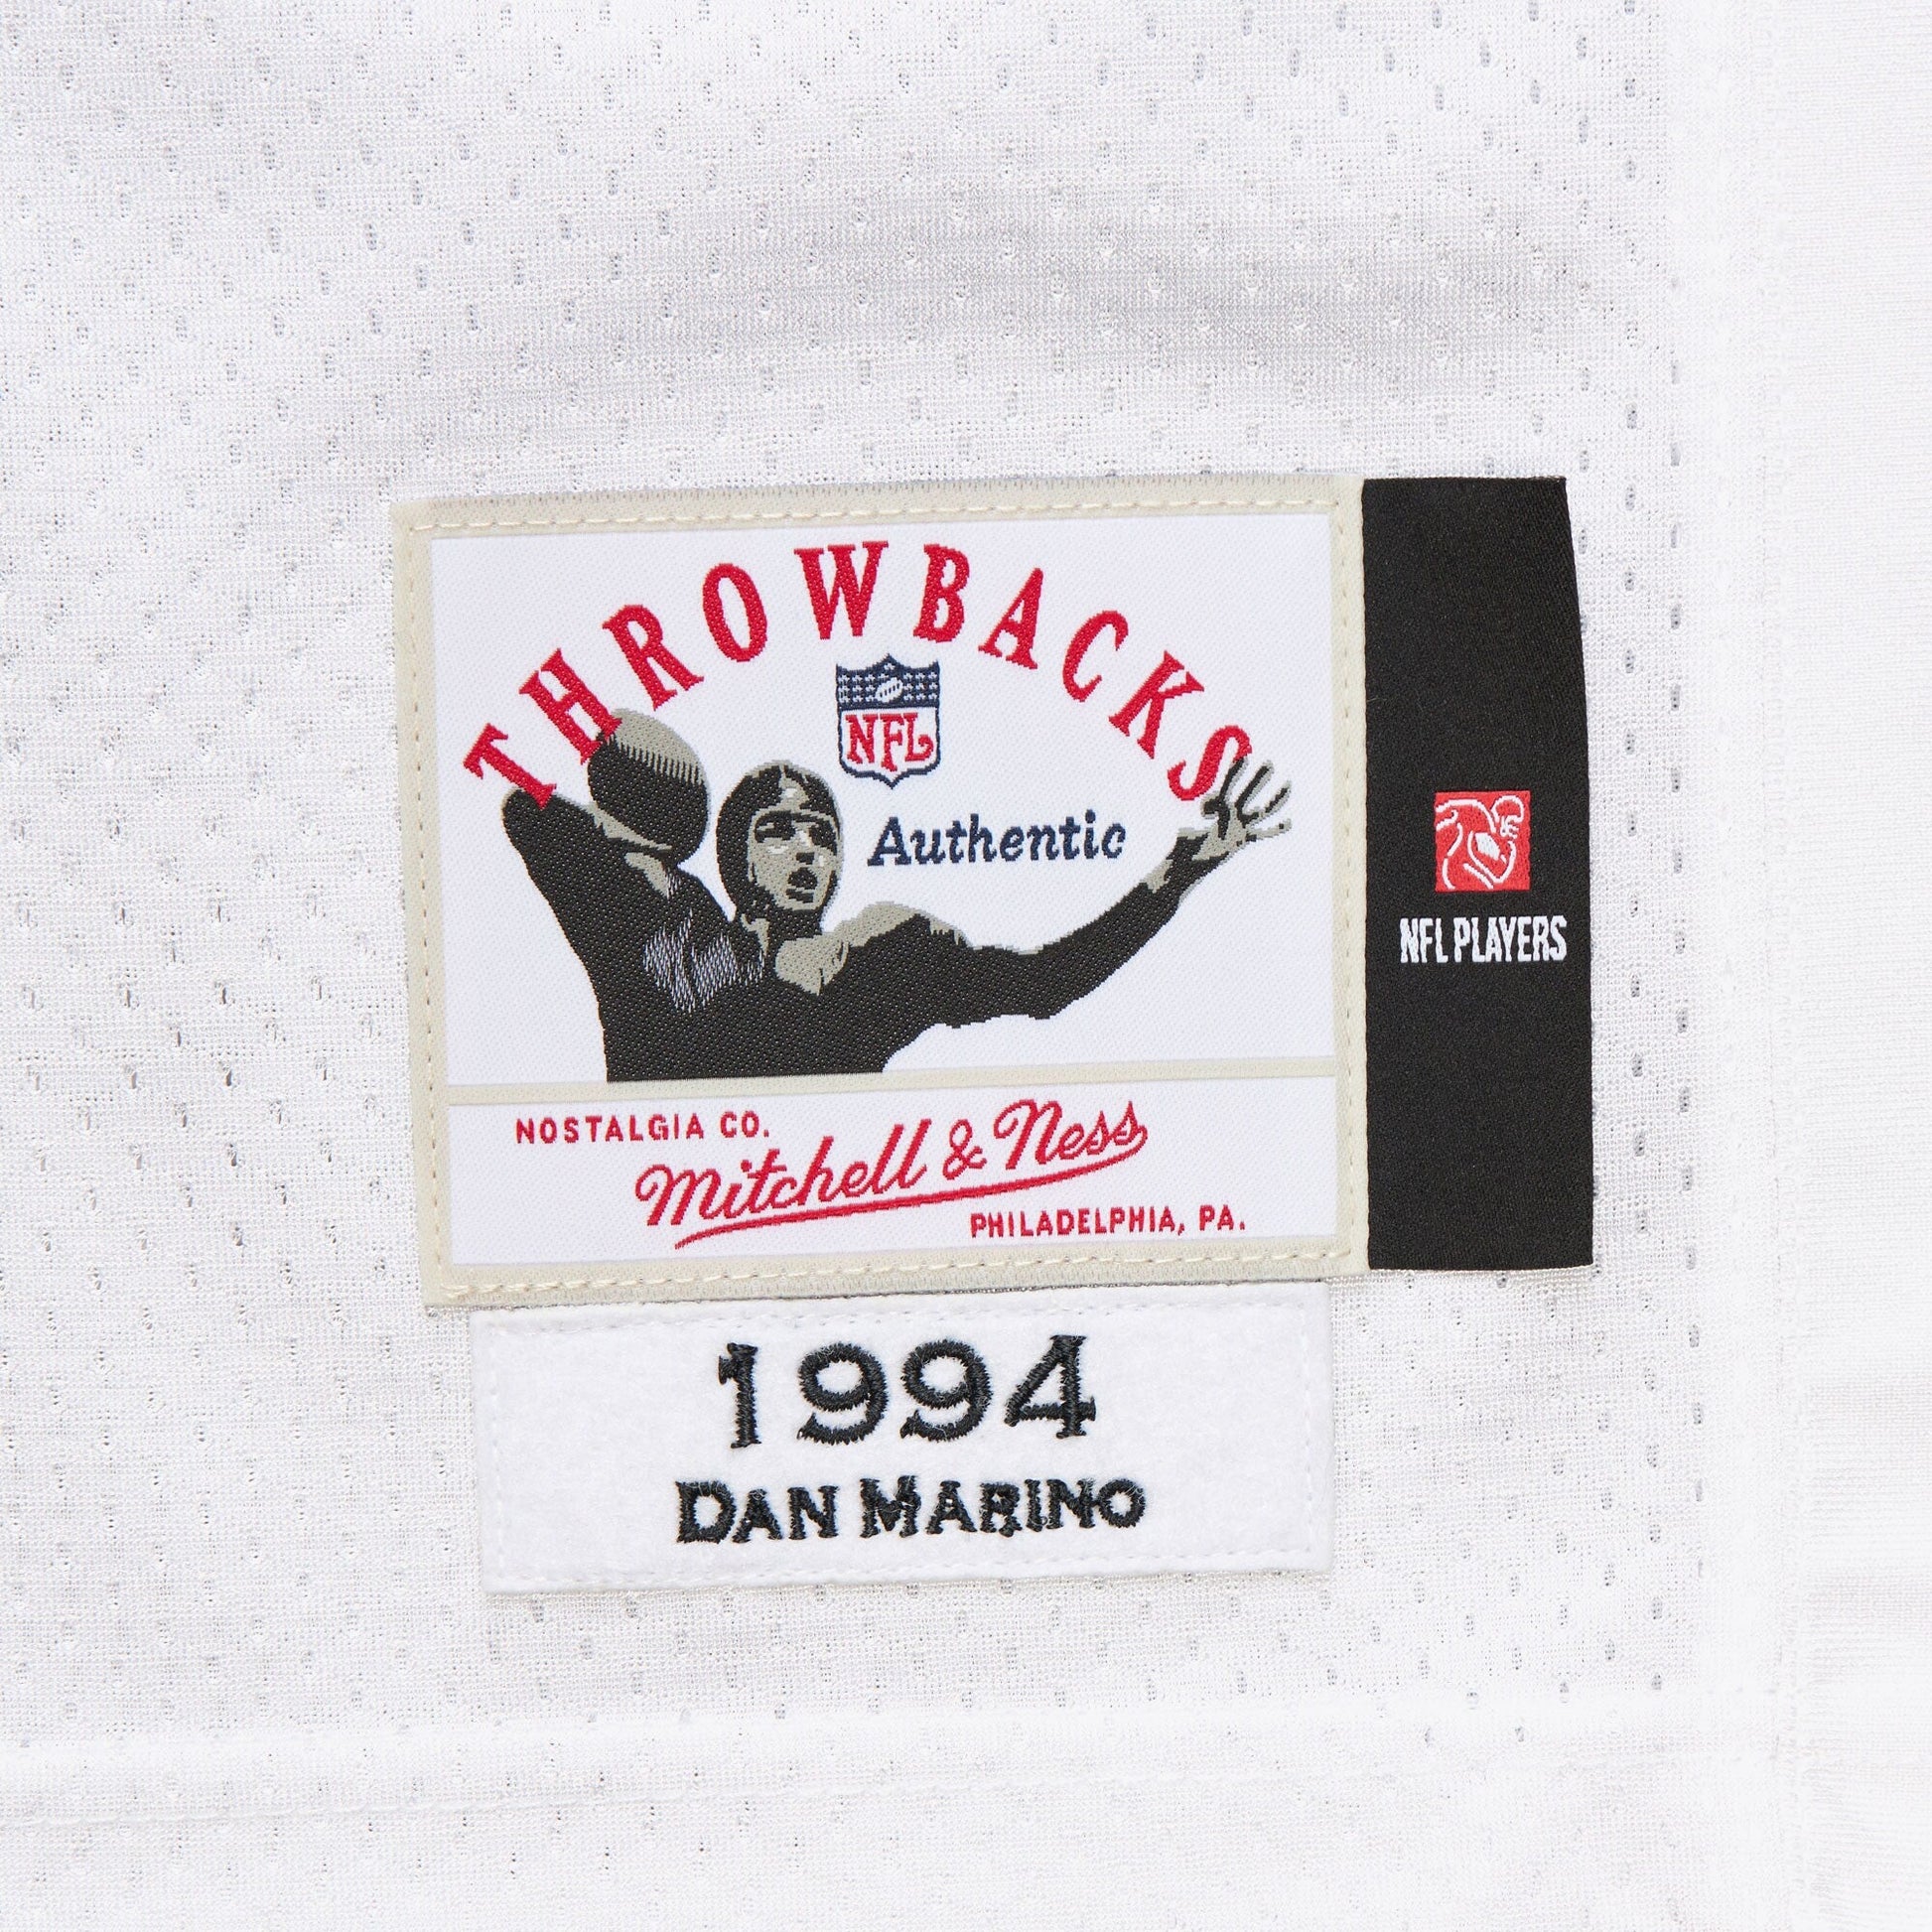 THROWBACKS
NFL
Authentic
NFL PLAYERS
NOSTALGIA CO.
Mitchell & Ness
PHILADELPHIA, PA.
1994
DAN MARINO